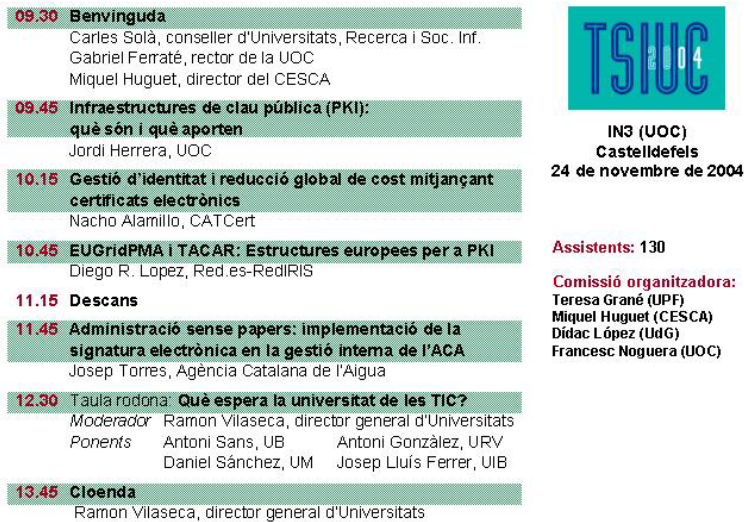 09.30 Benvinguda
Carles Solà, conseller d'Universitats, Recerca i Soc. Inf.
Gabriel Ferraté, rector de la UOC
Miquel Huguet, director del CESCA
09.45 Infraestructures de clau pública (PKI):
què són i què aporten
Jordi Herrera, UOC
10.15 Gestió d'identitat i reducció global de cost mitjançant
certificats electrònics
Nacho Alamillo, CATCert
10.45 EUGridPMA i TACAR: Estructures europees per a PKI
Diego R. Lopez, Red.es-RedIRIS
11.15 Descans
11.45 Administració sense papers: implementació de la
signatura electrònica en la gestió interna de l'ACA
Josep Torres, Agència Catalana de l'Aigua
12.30 Taula rodona: Què espera la universitat de les TIC?
Moderador Ramon Vilaseca, director general d'Universitats
Ponents Antoni Sans, UB Antoni Gonzàlez, URV
Daniel Sánchez, UM Josep Lluís Ferrer, UIB
13.45 Cloenda
Ramon Vilaseca, director general d'Universitats
TSIUC
2004
IN3 (UOC)
Castelldefels
24 de novembre de 2004
Assistents: 130
Comissió organitzadora:
Teresa Grané (UPF)
Miquel Huguet (CESCA)
Dídac López (UdG)
Francesc Noguera (UOC)